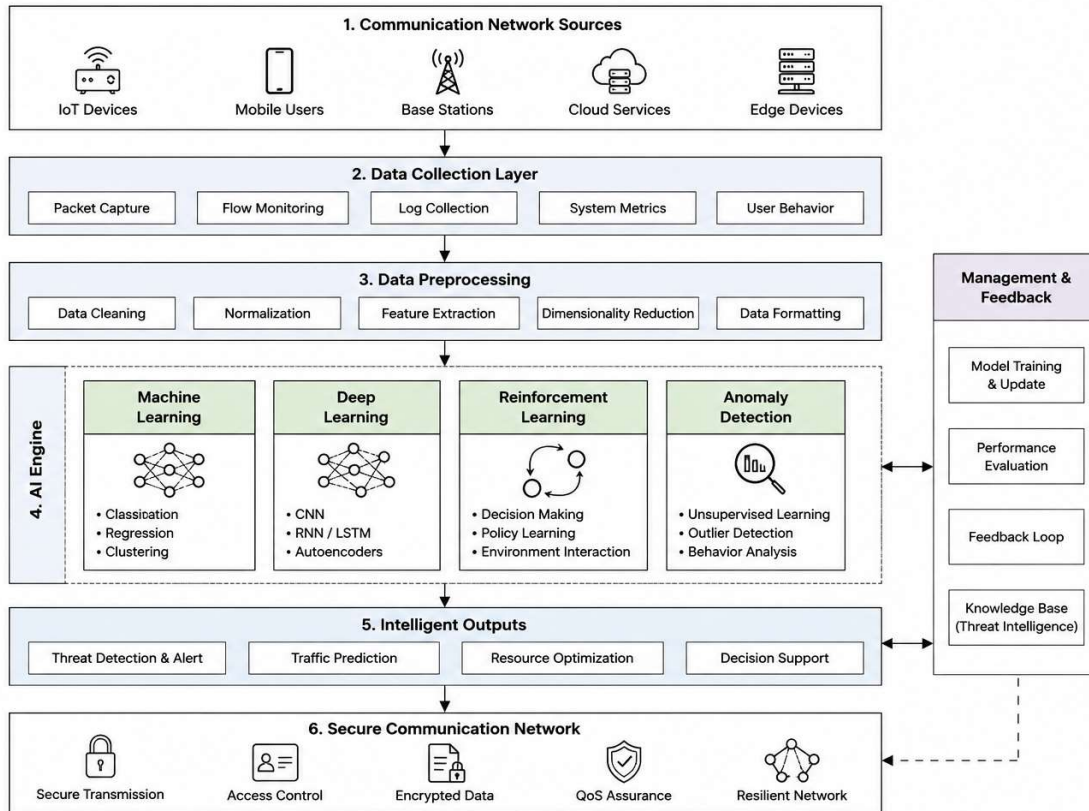 1. Communication Network Sources
IoT Devices
Mobile Users
Base Stations
Cloud Services
Edge Devices
2. Data Collection Layer
Packet Capture
Flow Monitoring
Log Collection
System Metrics
User Behavior
3. Data Preprocessing
Data Cleaning
Normalization
Feature Extraction
Dimensionality Reduction
Data Formatting
4. AI Engine
Machine
Learning
• Classitation
• Regression
• Clustering
Deep
Learning
• CNN
• RNN / LSTM
• Autoencoders
Reinforcement
Learning
• Decision Making
• Policy Learning
• Environment Interaction
Anomaly
Detection
• Unsupervised Learning
• Outlier Detection
• Behavior Analysis
5. Intelligent Outputs
Threat Detection & Alert
Traffic Prediction
Resource Optimization
Decision Support
6. Secure Communication Network
Secure Transmission
Access Control
Encrypted Data
QoS Assurance
Resilient Network
Management &
Feedback
Model Training
& Update
Performance
Evaluation
Feedback Loop
Knowledge Base
(Threat Intelligence)